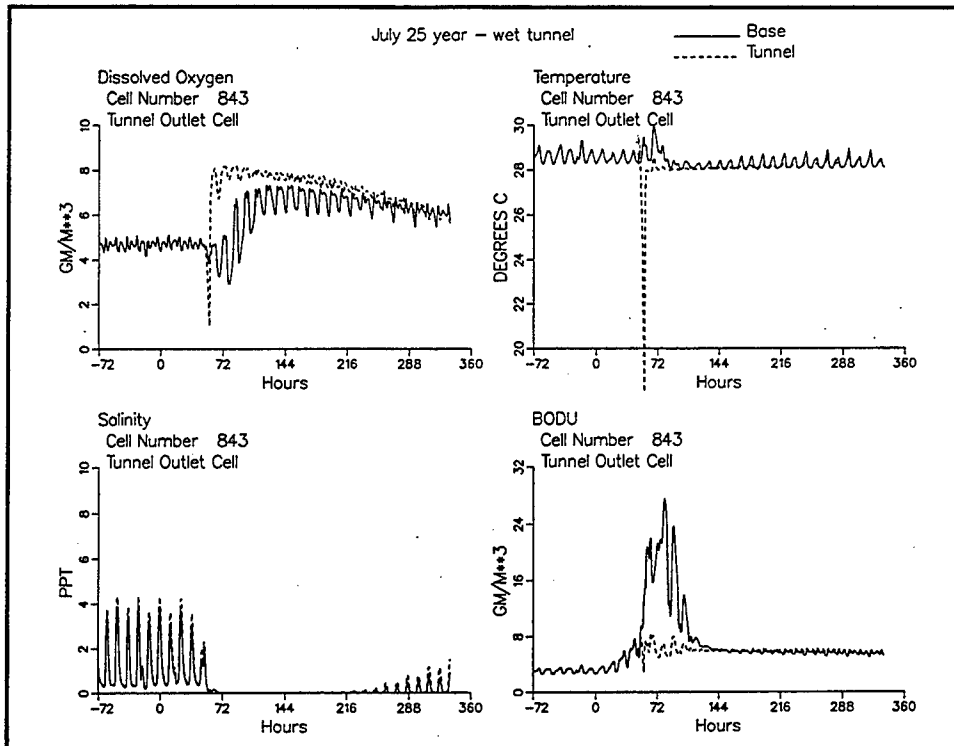 July 25 year – wet tunnel
Base
Tunnel
Dissolved Oxygen
Cell Number 843
Tunnel Outlet Cell
GM/M**3
0 2 4 6 8 10
-72 0 72 144 216 288 360
Hours
Temperature
Cell Number 843
Tunnel Outlet Cell
DEGREES C
20 22 24 26 28 30
-72 0 72 144 216 288 360
Hours
Salinity
Cell Number 843
Tunnel Outlet Cell
PPT
0 2 4 6 8 10
-72 0 72 144 216 288 360
Hours
BODU
Cell Number 843
Tunnel Outlet Cell
GM/M**3
0 8 16 24 32
-72 0 72 144 216 288 360
Hours